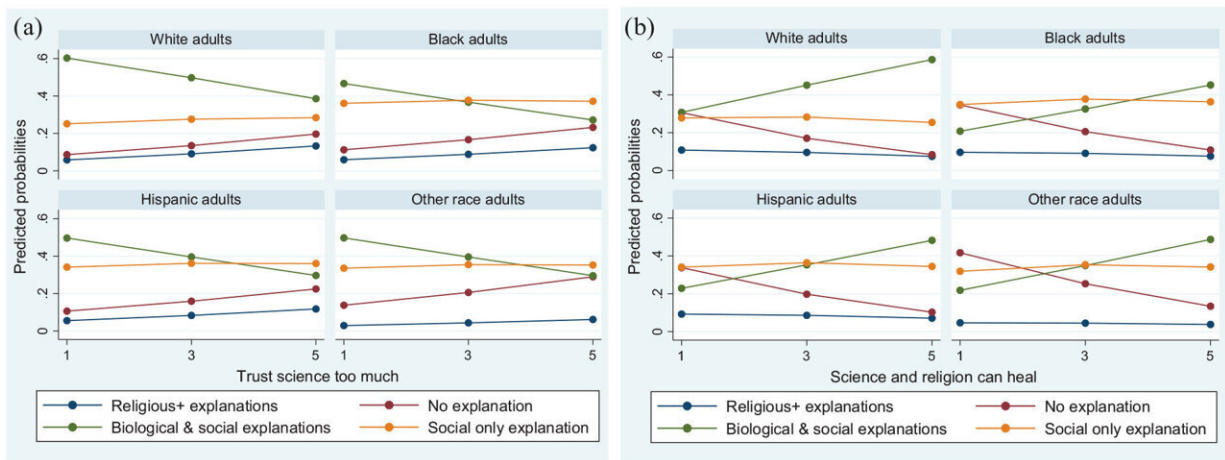 (a)
White adults Black adults
.6
.4
.2
0
Hispanic adults Other race adults
.6
.4
.2
0
Predicted probabilities
1 3 5 1 3 5
Trust science too much
Religious+ explanations No explanation
Biological & social explanations Social only explanation
(b)
White adults Black adults
.6
.4
.2
0
Hispanic adults Other race adults
.6
.4
.2
0
Predicted probabilities
1 3 5 1 3 5
Science and religion can heal
Religious+ explanations No explanation
Biological & social explanations Social only explanation